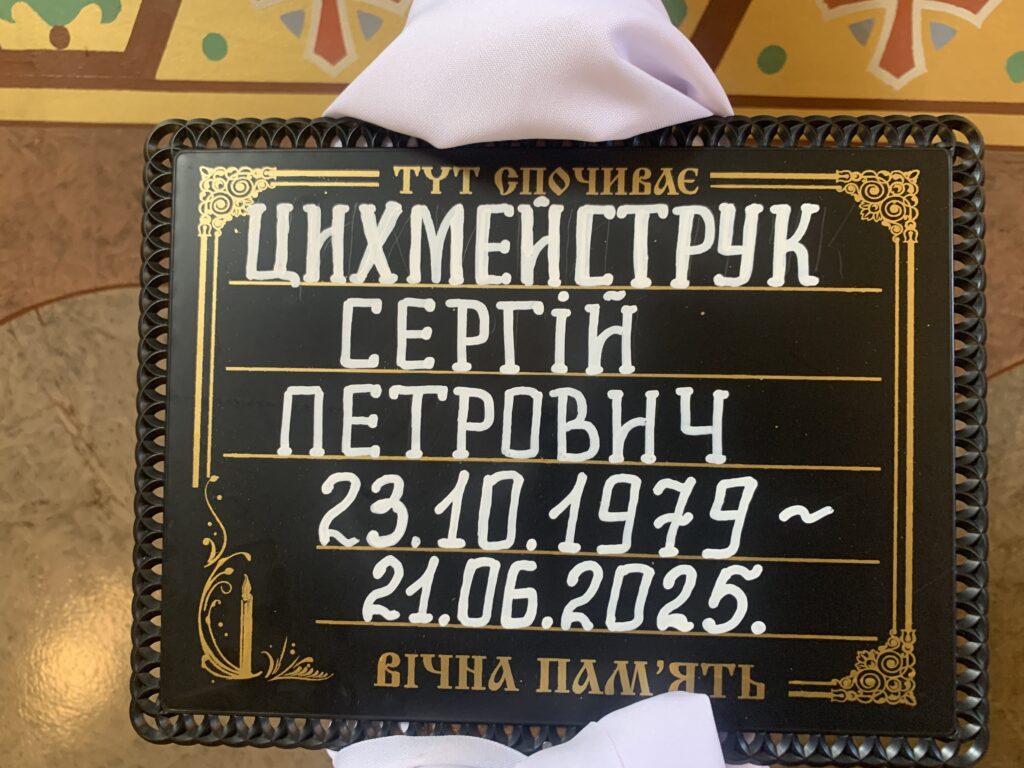 ТУТ СПОЧИВАЄ
ЦИХМЕЙСТРУК
СЕРГІЙ
ПЕТРОВИЧ
23.10.1979 ~
21.06.2025.
ВІЧНА ПАМ'ЯТЬ